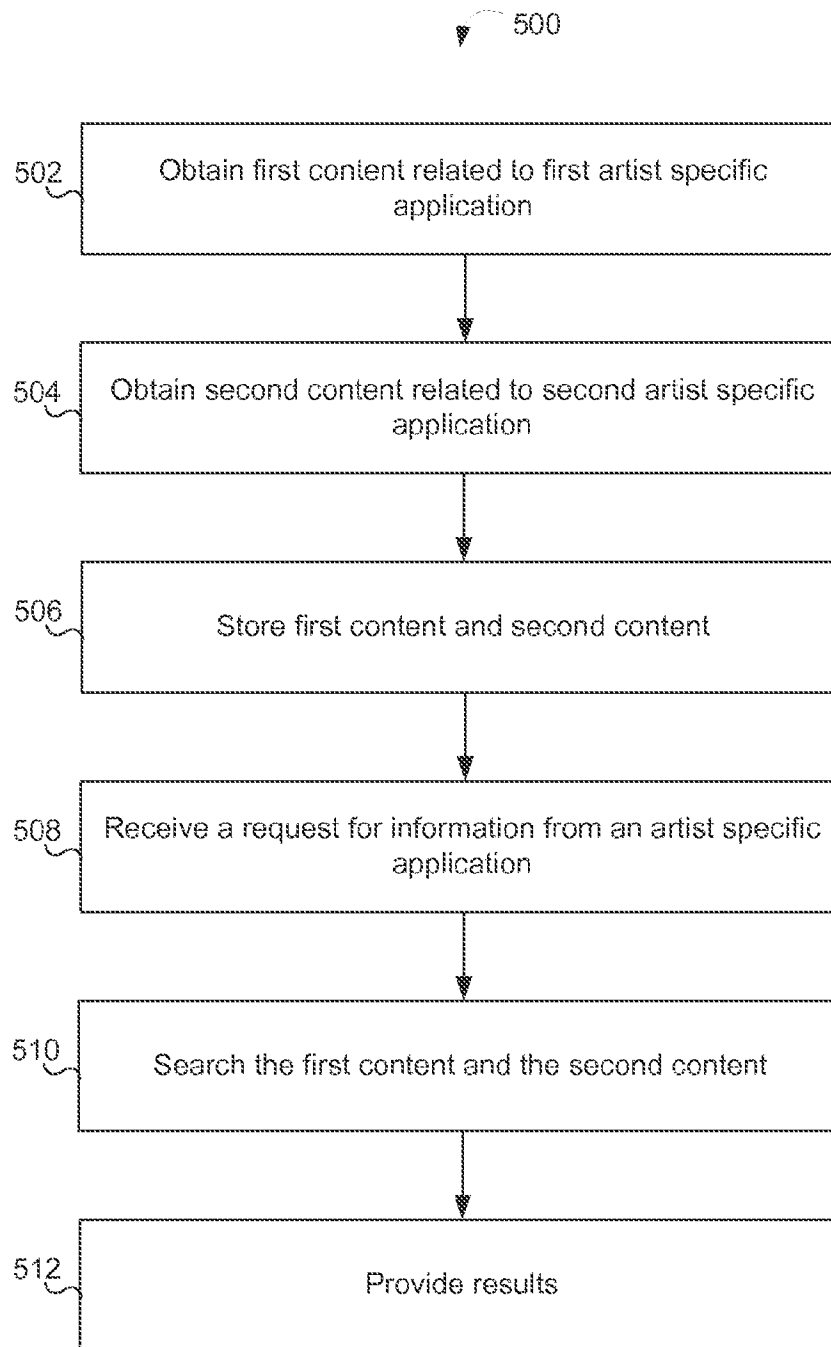 500
502
Obtain first content related to first artist specific
application
504
Obtain second content related to second artist specific
application
506
Store first content and second content
508
Receive a request for information from an artist specific
application
510
Search the first content and the second content
512
Provide results